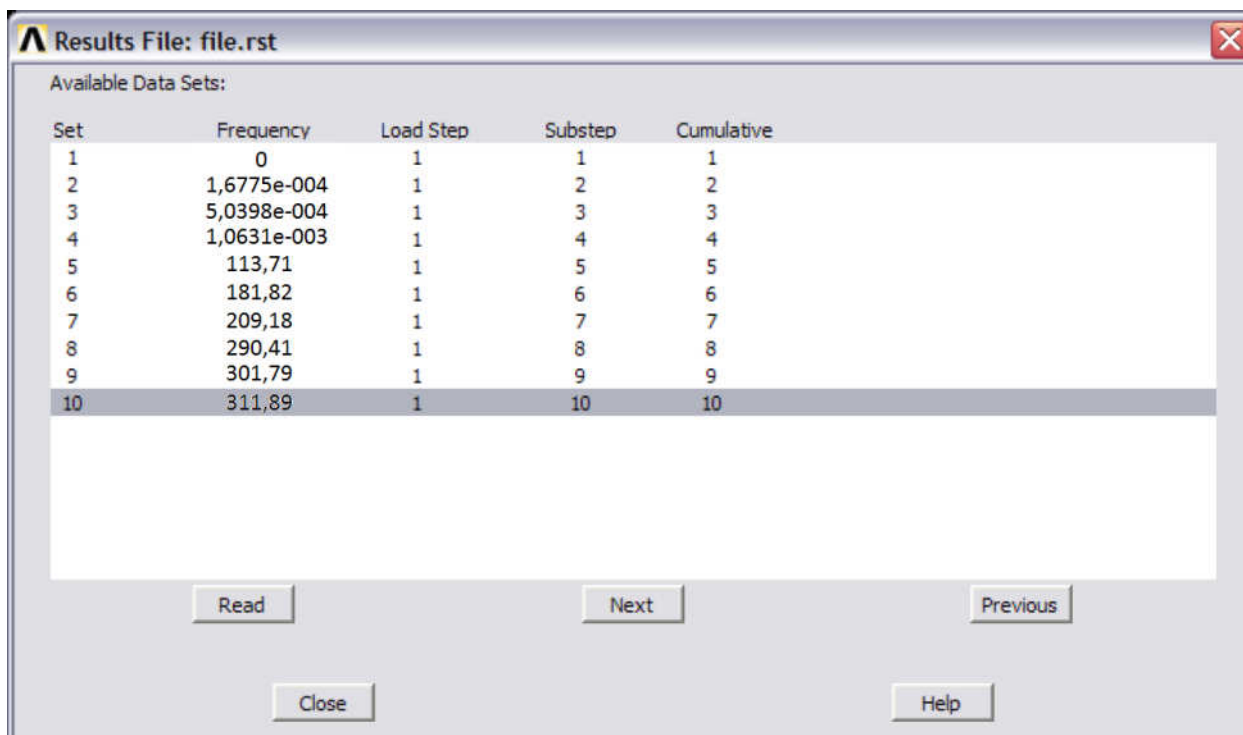 Results File: file.rst
Available Data Sets:
Set Frequency Load Step Substep Cumulative
1 0 1 1 1
2 1,6775e-004 1 2 2
3 5,0398e-004 1 3 3
4 1,0631e-003 1 4 4
5 113,71 1 5 5
6 181,82 1 6 6
7 209,18 1 7 7
8 290,41 1 8 8
9 301,79 1 9 9
10 311,89 1 10 10
Read Next Previous
Close Help